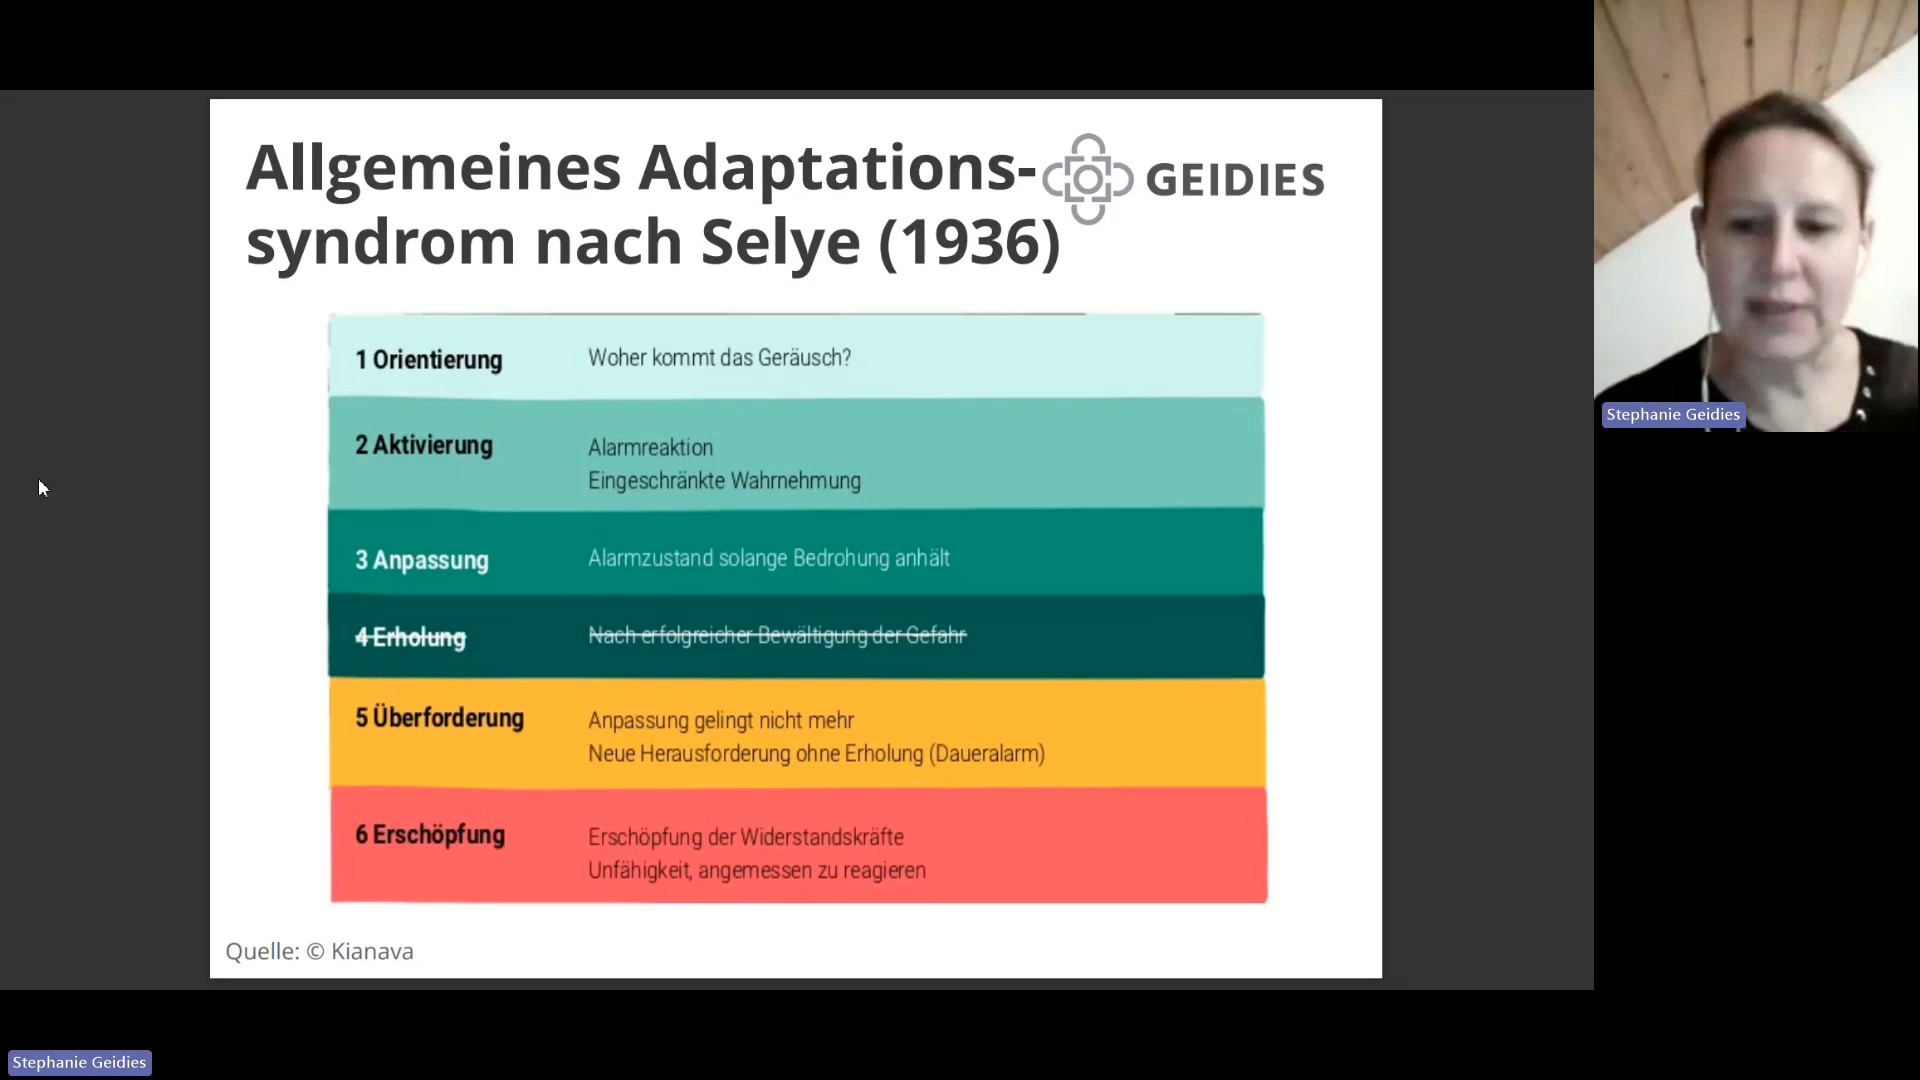 Allgemeines Adaptations-
syndrom nach Selye (1936)
GEIDIES
1 Orientierung
Woher kommt das Geräusch?
2 Aktivierung
Alarmreaktion
Eingeschränkte Wahrnehmung
3 Anpassung
Alarmzustand solange Bedrohung anhält
4 Erholung
Nach erfolgreicher Bewältigung der Gefahr
5 Überforderung
Anpassung gelingt nicht mehr
Neue Herausforderung ohne Erholung (Daueralarm)
6 Erschöpfung
Erschöpfung der Widerstandskräfte
Unfähigkeit, angemessen zu reagieren
Quelle: © Kianava
Stephanie Geidies
Stephanie Geidies